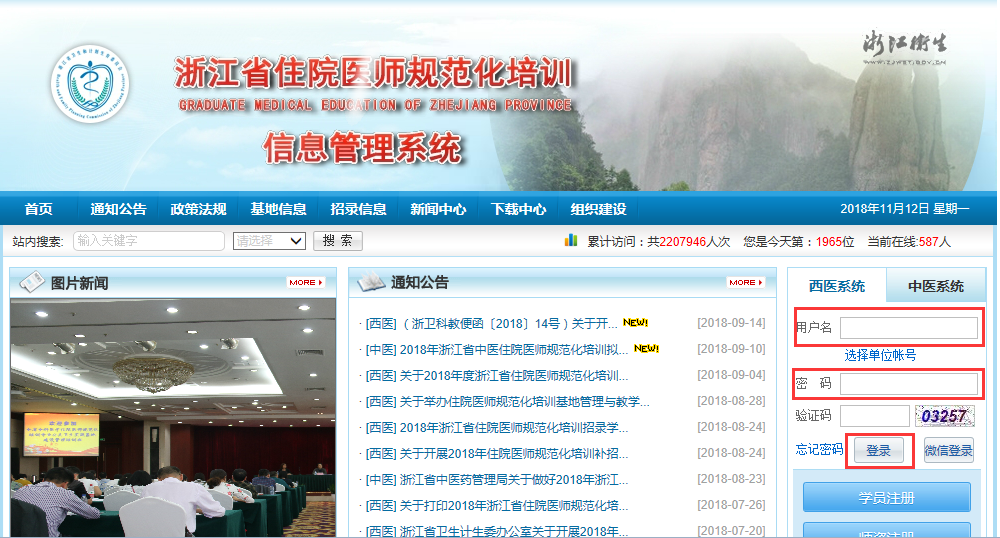 浙江衛生
WWW.ZJWST.GOV.CN
浙江省住院医师规范化培训
GRADUATE MEDICAL EDUCATION OF ZHEJIANG PROVINCE
信息管理系统
首页 通知公告 政策法规 基地信息 招录信息 新闻中心 下载中心 组织建设 2018年11月12日 星期一
站内搜索: 输入关键字 请选择 搜 索 累计访问：共2207946人次 您是今天第：1965位 当前在线:587人
图片新闻 MORE
通知公告 MORE
· [西医]（浙卫科教便函〔2018〕14号）关于开... NEW! [2018-09-14]
· [中医] 2018年浙江省中医住院医师规范化培训拟... NEW! [2018-09-10]
· [西医] 关于2018年度浙江省住院医师规范化培训... [2018-09-04]
· [西医] 关于举办住院医师规范化培训基地管理与教学... [2018-08-28]
· [西医] 2018年浙江省住院医师规范化培训招录学... [2018-08-24]
· [西医] 关于开展2018年住院医师规范化培训补招... [2018-08-24]
· [中医] 浙江省中医药管理局关于做好2018年浙江... [2018-08-23]
· [西医] 关于打印2018年浙江省住院医师规范化培... [2018-07-26]
· [西医] 浙江省卫生计生委办公室关于开展2018年... [2018-07-20]
西医系统 中医系统
用户名
选择单位帐号
密 码
验证码 03257
忘记密码 登录 微信登录
学员注册
师资注册